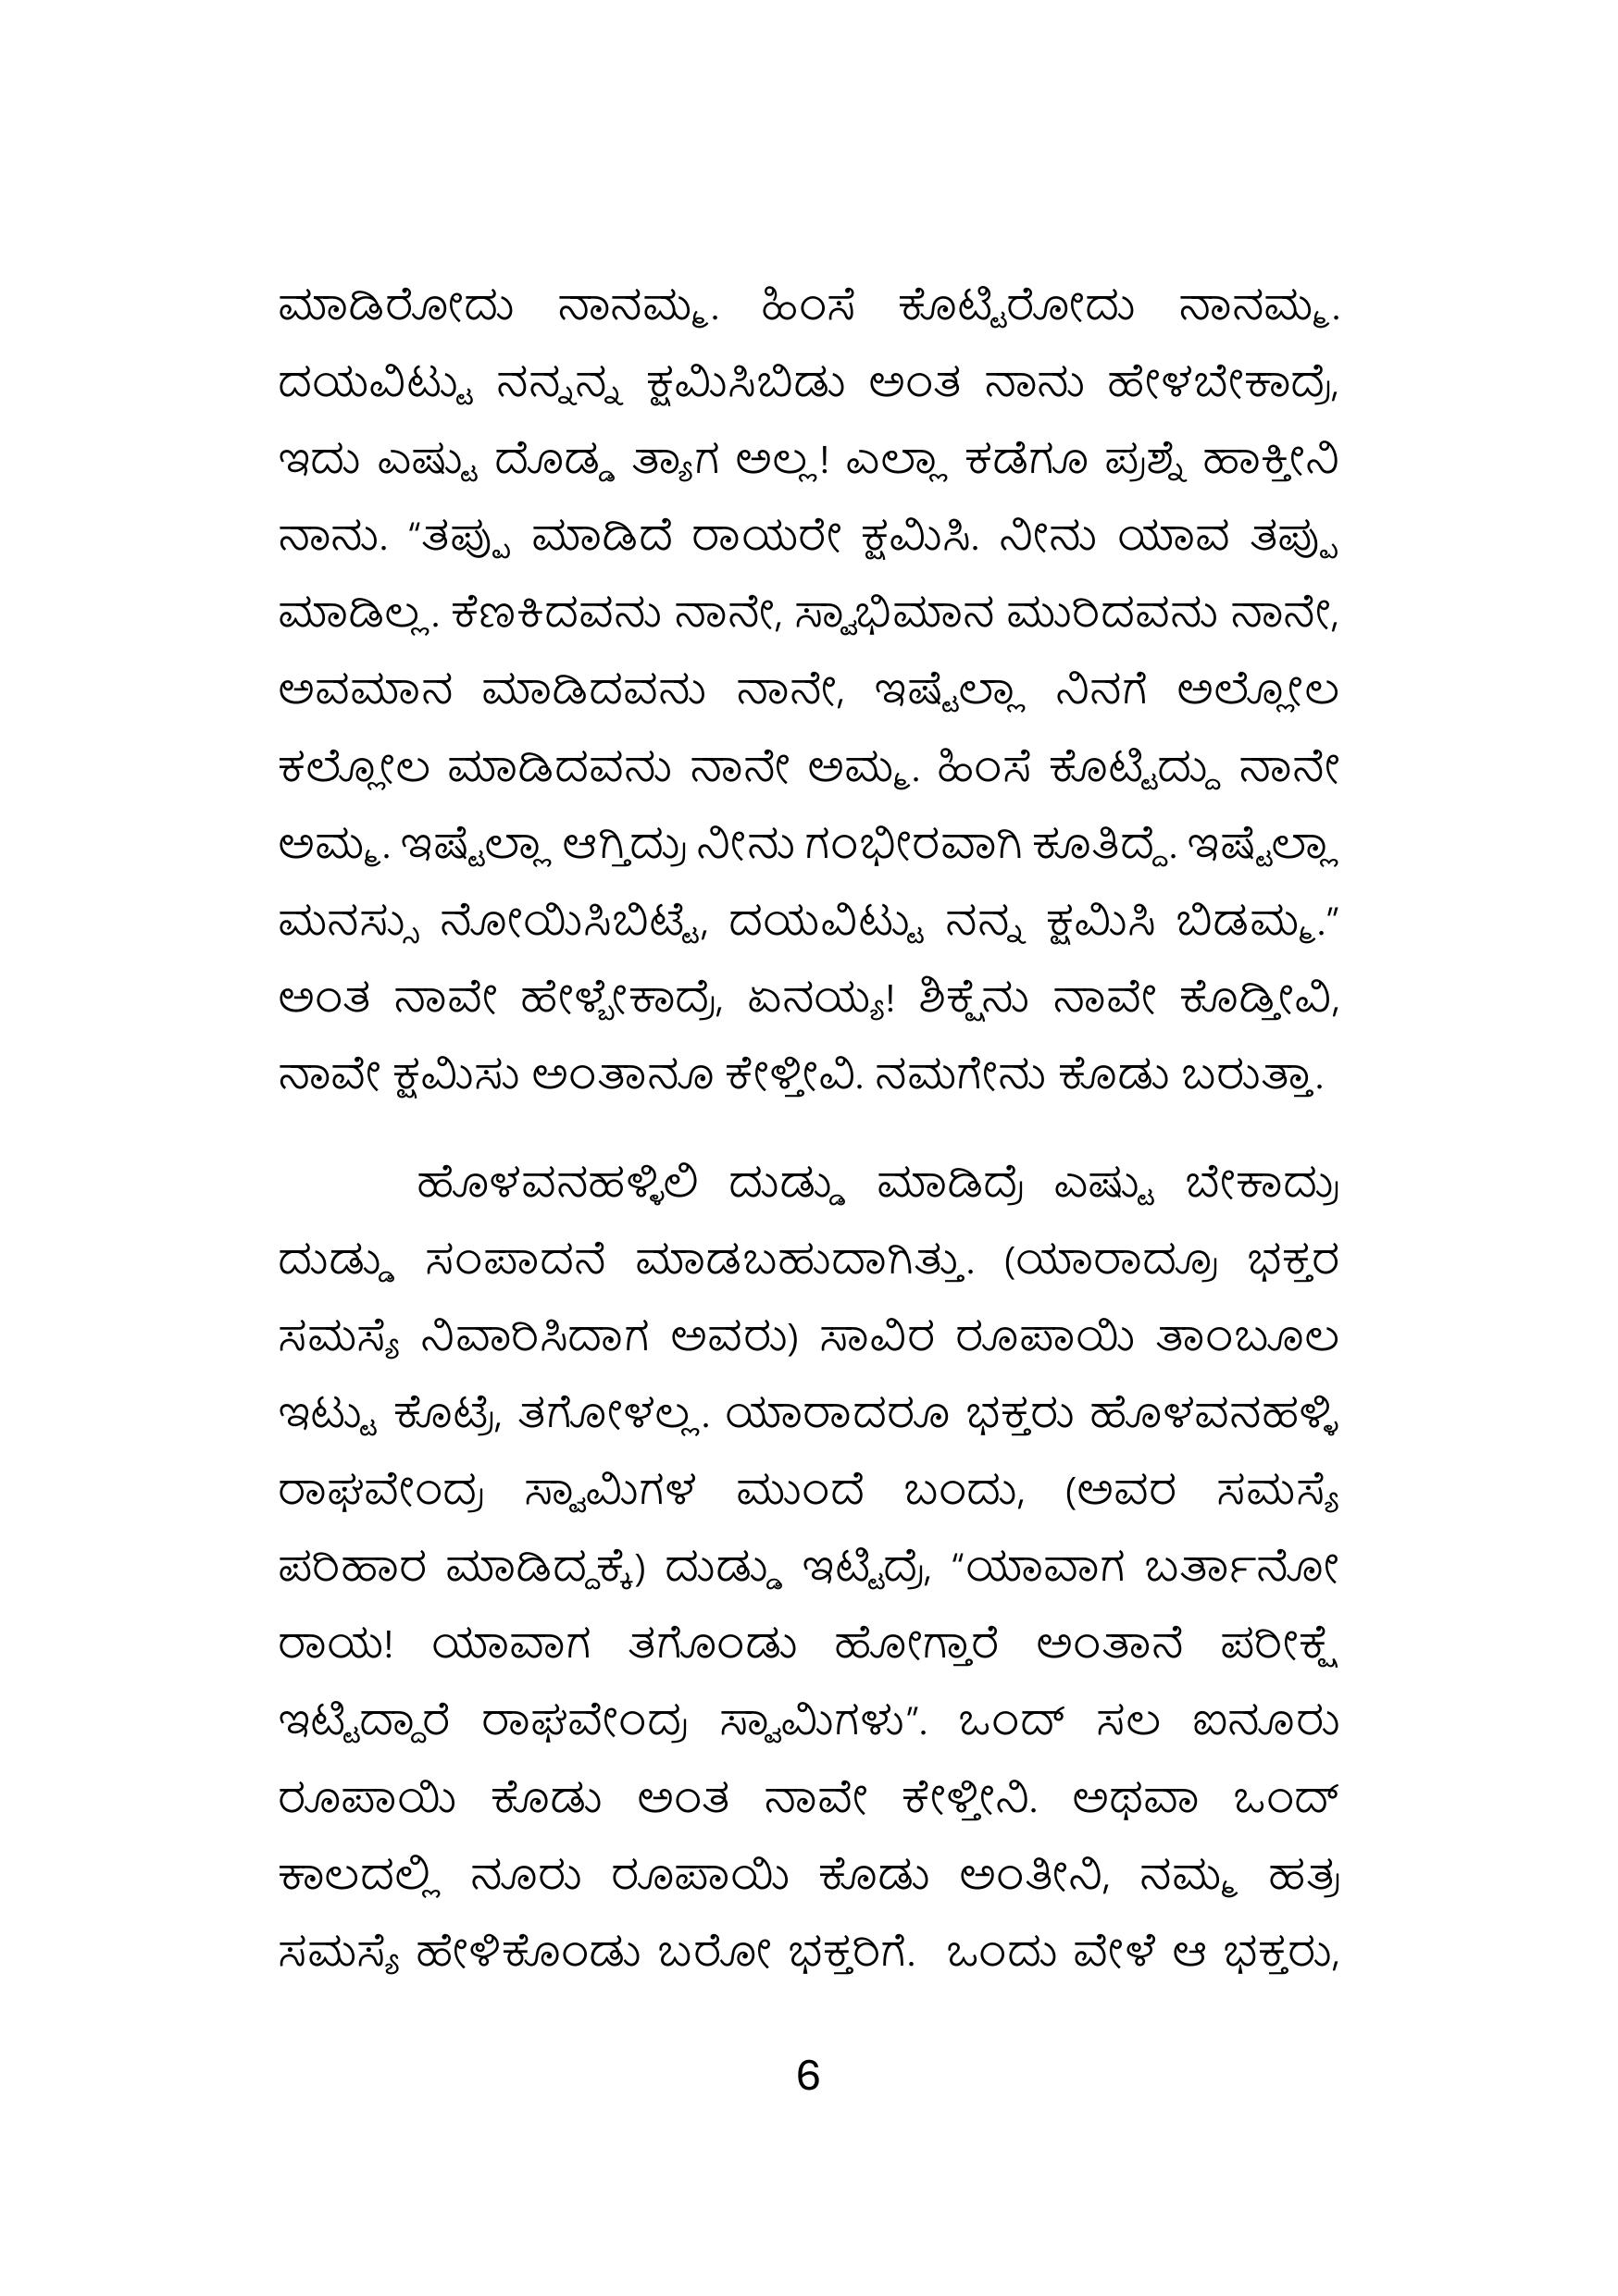 ಮಾಡಿರೋದು ನಾನಮ್ಮ. ಹಿಂಸೆ ಕೊಟ್ಟಿರೋದು ನಾನಮ್ಮ.
ದಯವಿಟ್ಟು ನನ್ನನ್ನ ಕ್ಷಮಿಸಿಬಿಡು ಅಂತ ನಾನು ಹೇಳಬೇಕಾದ್ರೆ,
ಇದು ಎಷ್ಟು ದೊಡ್ಡ ತ್ಯಾಗ ಅಲ್ಲ! ಎಲ್ಲಾ ಕಡೆಗೂ ಪ್ರಶ್ನೆ ಹಾಕ್ತೀನಿ
ನಾನು. “ತಪ್ಪು ಮಾಡಿದೆ ರಾಯರೇ ಕ್ಷಮಿಸಿ. ನೀನು ಯಾವ ತಪ್ಪು
ಮಾಡಿಲ್ಲ. ಕೆಣಕಿದವನು ನಾನೇ, ಸ್ವಾಭಿಮಾನ ಮುರಿದವನು ನಾನೇ,
ಅವಮಾನ ಮಾಡಿದವನು ನಾನೇ, ಇಷ್ಟೆಲ್ಲಾ ನಿನಗೆ ಅಲ್ಲೋಲ
ಕಲ್ಲೋಲ ಮಾಡಿದವನು ನಾನೇ ಅಮ್ಮ. ಹಿಂಸೆ ಕೊಟ್ಟಿದ್ದು ನಾನೇ
ಅಮ್ಮ. ಇಷ್ಟೆಲ್ಲಾ ಆಗ್ತಿದ್ರು ನೀನು ಗಂಭೀರವಾಗಿ ಕೂತಿದ್ದೆ. ಇಷ್ಟೆಲ್ಲಾ
ಮನಸ್ಸು ನೋಯಿಸಿಬಿಟ್ಟೆ, ದಯವಿಟ್ಟು ನನ್ನ ಕ್ಷಮಿಸಿ ಬಿಡಮ್ಮ.”
ಅಂತ ನಾವೇ ಹೇಳ್ಬೇಕಾದ್ರೆ, ಏನಯ್ಯ! ಶಿಕ್ಷೆನು ನಾವೇ ಕೊಡ್ತೀವಿ,
ನಾವೇ ಕ್ಷಮಿಸು ಅಂತಾನೂ ಕೇಳ್ತೀವಿ. ನಮಗೇನು ಕೊಡು ಬರುತ್ತಾ.
ಹೊಳವನಹಳ್ಳಿಲಿ ದುಡ್ಡು ಮಾಡಿದ್ರೆ ಎಷ್ಟು ಬೇಕಾದ್ರು
ದುಡ್ಡು ಸಂಪಾದನೆ ಮಾಡಬಹುದಾಗಿತ್ತು. (ಯಾರಾದ್ರೂ ಭಕ್ತರ
ಸಮಸ್ಯೆ ನಿವಾರಿಸಿದಾಗ ಅವರು) ಸಾವಿರ ರೂಪಾಯಿ ತಾಂಬೂಲ
ಇಟ್ಟು ಕೊಟ್ರೆ, ತಗೋಳಲ್ಲ. ಯಾರಾದರೂ ಭಕ್ತರು ಹೊಳವನಹಳ್ಳಿ
ರಾಘವೇಂದ್ರ ಸ್ವಾಮಿಗಳ ಮುಂದೆ ಬಂದು, (ಅವರ ಸಮಸ್ಯೆ
ಪರಿಹಾರ ಮಾಡಿದ್ದಕ್ಕೆ) ದುಡ್ಡು ಇಟ್ಟಿದ್ರೆ, “ಯಾವಾಗ ಬರ್ತಾನೋ
ರಾಯ! ಯಾವಾಗ ತಗೊಂಡು ಹೋಗ್ತಾರೆ ಅಂತಾನೆ ಪರೀಕ್ಷೆ
ಇಟ್ಟಿದ್ದಾರೆ ರಾಘವೇಂದ್ರ ಸ್ವಾಮಿಗಳು”. ಒಂದ್ ಸಲ ಐನೂರು
ರೂಪಾಯಿ ಕೊಡು ಅಂತ ನಾವೇ ಕೇಳ್ತೀನಿ. ಅಥವಾ ಒಂದ್
ಕಾಲದಲ್ಲಿ ನೂರು ರೂಪಾಯಿ ಕೊಡು ಅಂತೀನಿ, ನಮ್ಮ ಹತ್ರ
ಸಮಸ್ಯೆ ಹೇಳಿಕೊಂಡು ಬರೋ ಭಕ್ತರಿಗೆ. ಒಂದು ವೇಳೆ ಆ ಭಕ್ತರು,
6